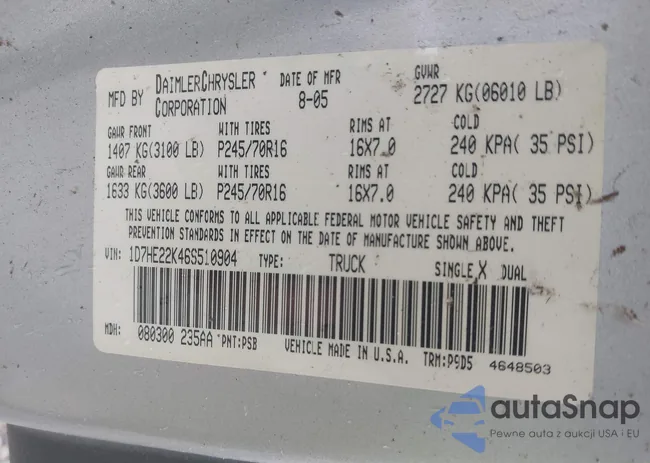 MFD BY DAIMLERCHRYSLER CORPORATION DATE OF MFR 8-05 GVWR 2727 KG(06010 LB)
GAWR FRONT WITH TIRES RIMS AT COLD
1407 KG(3100 LB) P245/70R16 16X7.0 240 KPA( 35 PSI)
GAWR REAR WITH TIRES RIMS AT COLD
1633 KG(3600 LB) P245/70R16 16X7.0 240 KPA( 35 PSI)
THIS VEHICLE CONFORMS TO ALL APPLICABLE FEDERAL MOTOR VEHICLE SAFETY AND THEFT
PREVENTION STANDARDS IN EFFECT ON THE DATE OF MANUFACTURE SHOWN ABOVE.
1D7HE22K46S510904 TYPE: TRUCK SINGLE X DUAL
MDH: 080300 235AA PNT:PSB VEHICLE MADE IN U.S.A. TRM:P9D5 4648503
autaSnap
Pewne auta z aukcji USA i EU